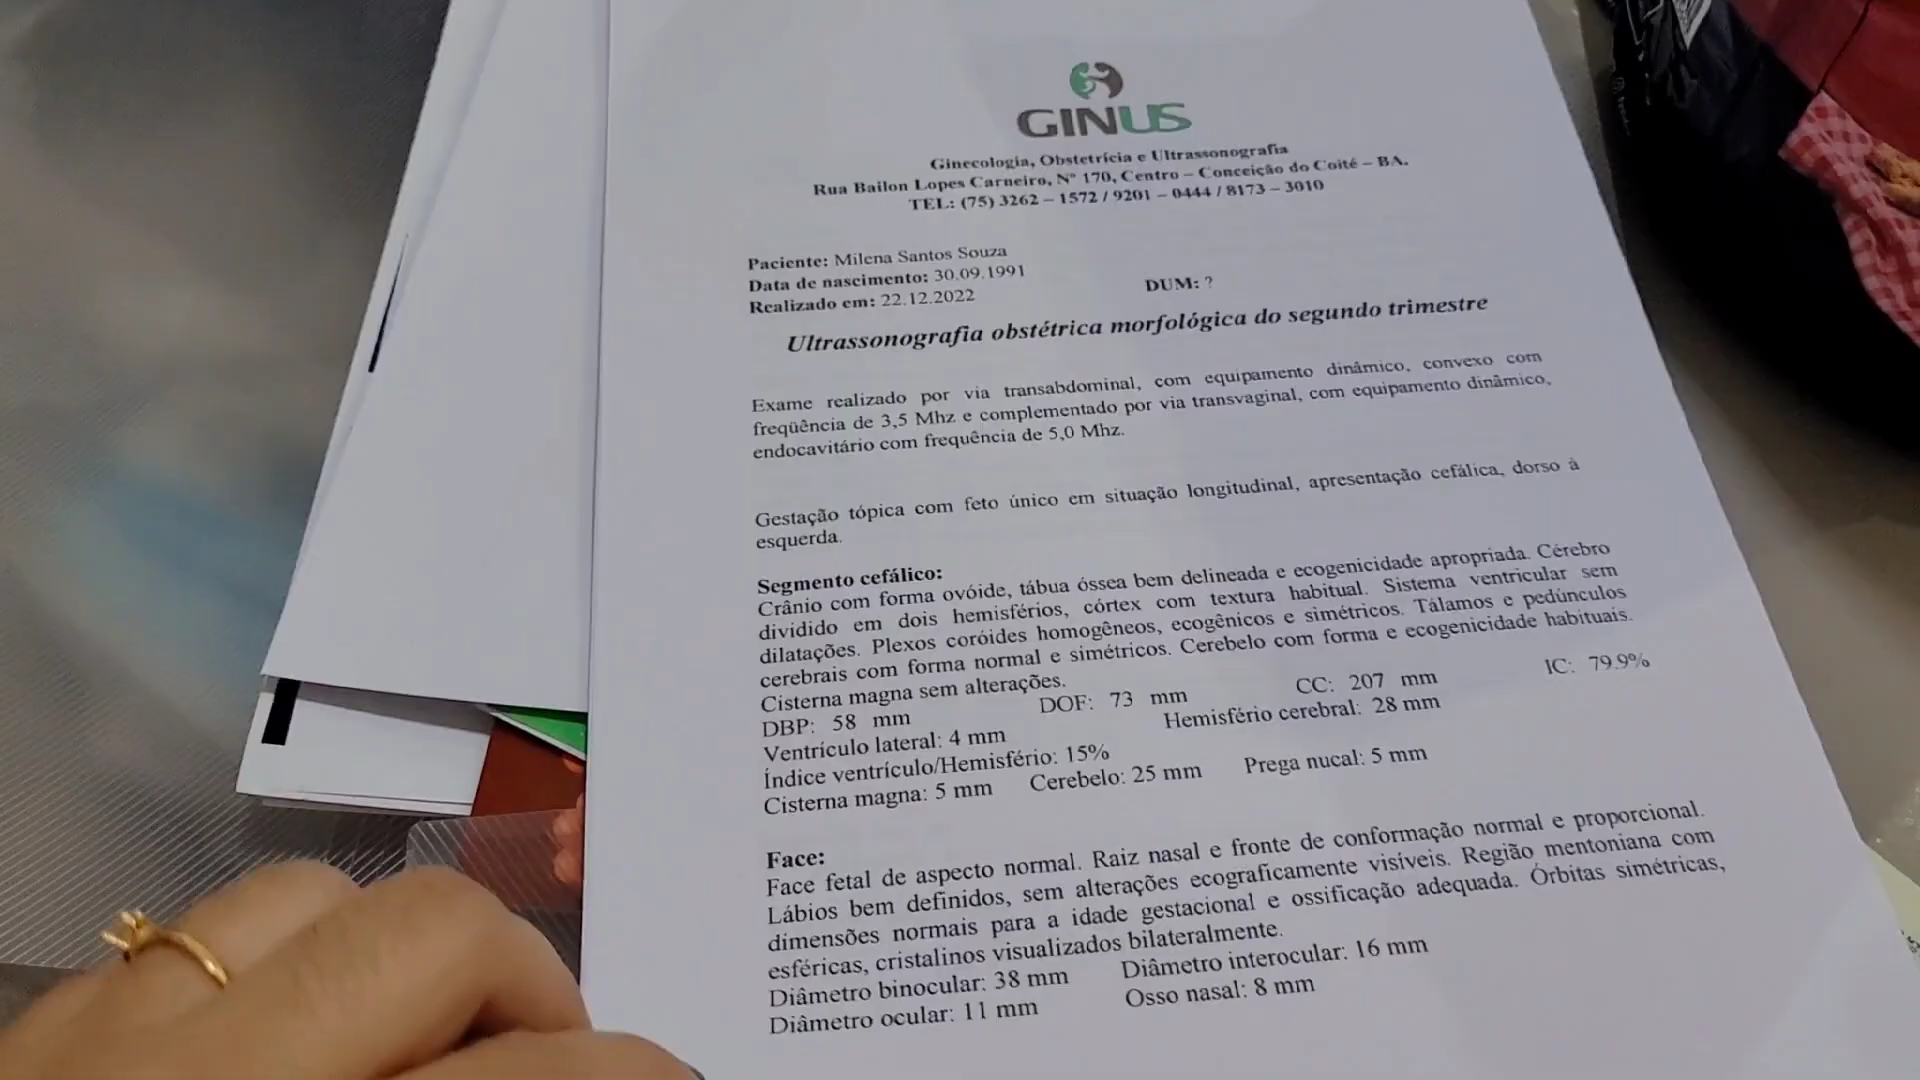 GINUS
Ginecologia, Obstetrícia e Ultrassonografia
Rua Bailon Lopes Carneiro, Nº 170, Centro – Conceição do Coité – BA.
TEL: (75) 3262 – 1572 / 9201 – 0444 / 8173 – 3010
Paciente: Milena Santos Souza
Data de nascimento: 30.09.1991
Realizado em: 22.12.2022 DUM: ?
Ultrassonografia obstétrica morfológica do segundo trimestre
Exame realizado por via transabdominal, com equipamento dinâmico, convexo com
freqüência de 3,5 Mhz e complementado por via transvaginal, com equipamento dinâmico,
endocavitário com frequência de 5,0 Mhz.
Gestação tópica com feto único em situação longitudinal, apresentação cefálica, dorso à
esquerda.
Segmento cefálico:
Crânio com forma ovóide, tábua óssea bem delineada e ecogenicidade apropriada. Cérebro
dividido em dois hemisférios, córtex com textura habitual. Sistema ventricular sem
dilatações. Plexos coróides homogêneos, ecogênicos e simétricos. Tálamos e pedúnculos
cerebrais com forma normal e simétricos. Cerebelo com forma e ecogenicidade habituais.
Cisterna magna sem alterações.
DBP: 58 mm DOF: 73 mm CC: 207 mm IC: 79.9%
Ventrículo lateral: 4 mm Hemisfério cerebral: 28 mm
Índice ventrículo/Hemisfério: 15%
Cisterna magna: 5 mm Cerebelo: 25 mm Prega nucal: 5 mm
Face:
Face fetal de aspecto normal. Raiz nasal e fronte de conformação normal e proporcional.
Lábios bem definidos, sem alterações ecograficamente visíveis. Região mentoniana com
dimensões normais para a idade gestacional e ossificação adequada. Órbitas simétricas,
esféricas, cristalinos visualizados bilateralmente.
Diâmetro binocular: 38 mm Diâmetro interocular: 16 mm
Diâmetro ocular: 11 mm Osso nasal: 8 mm